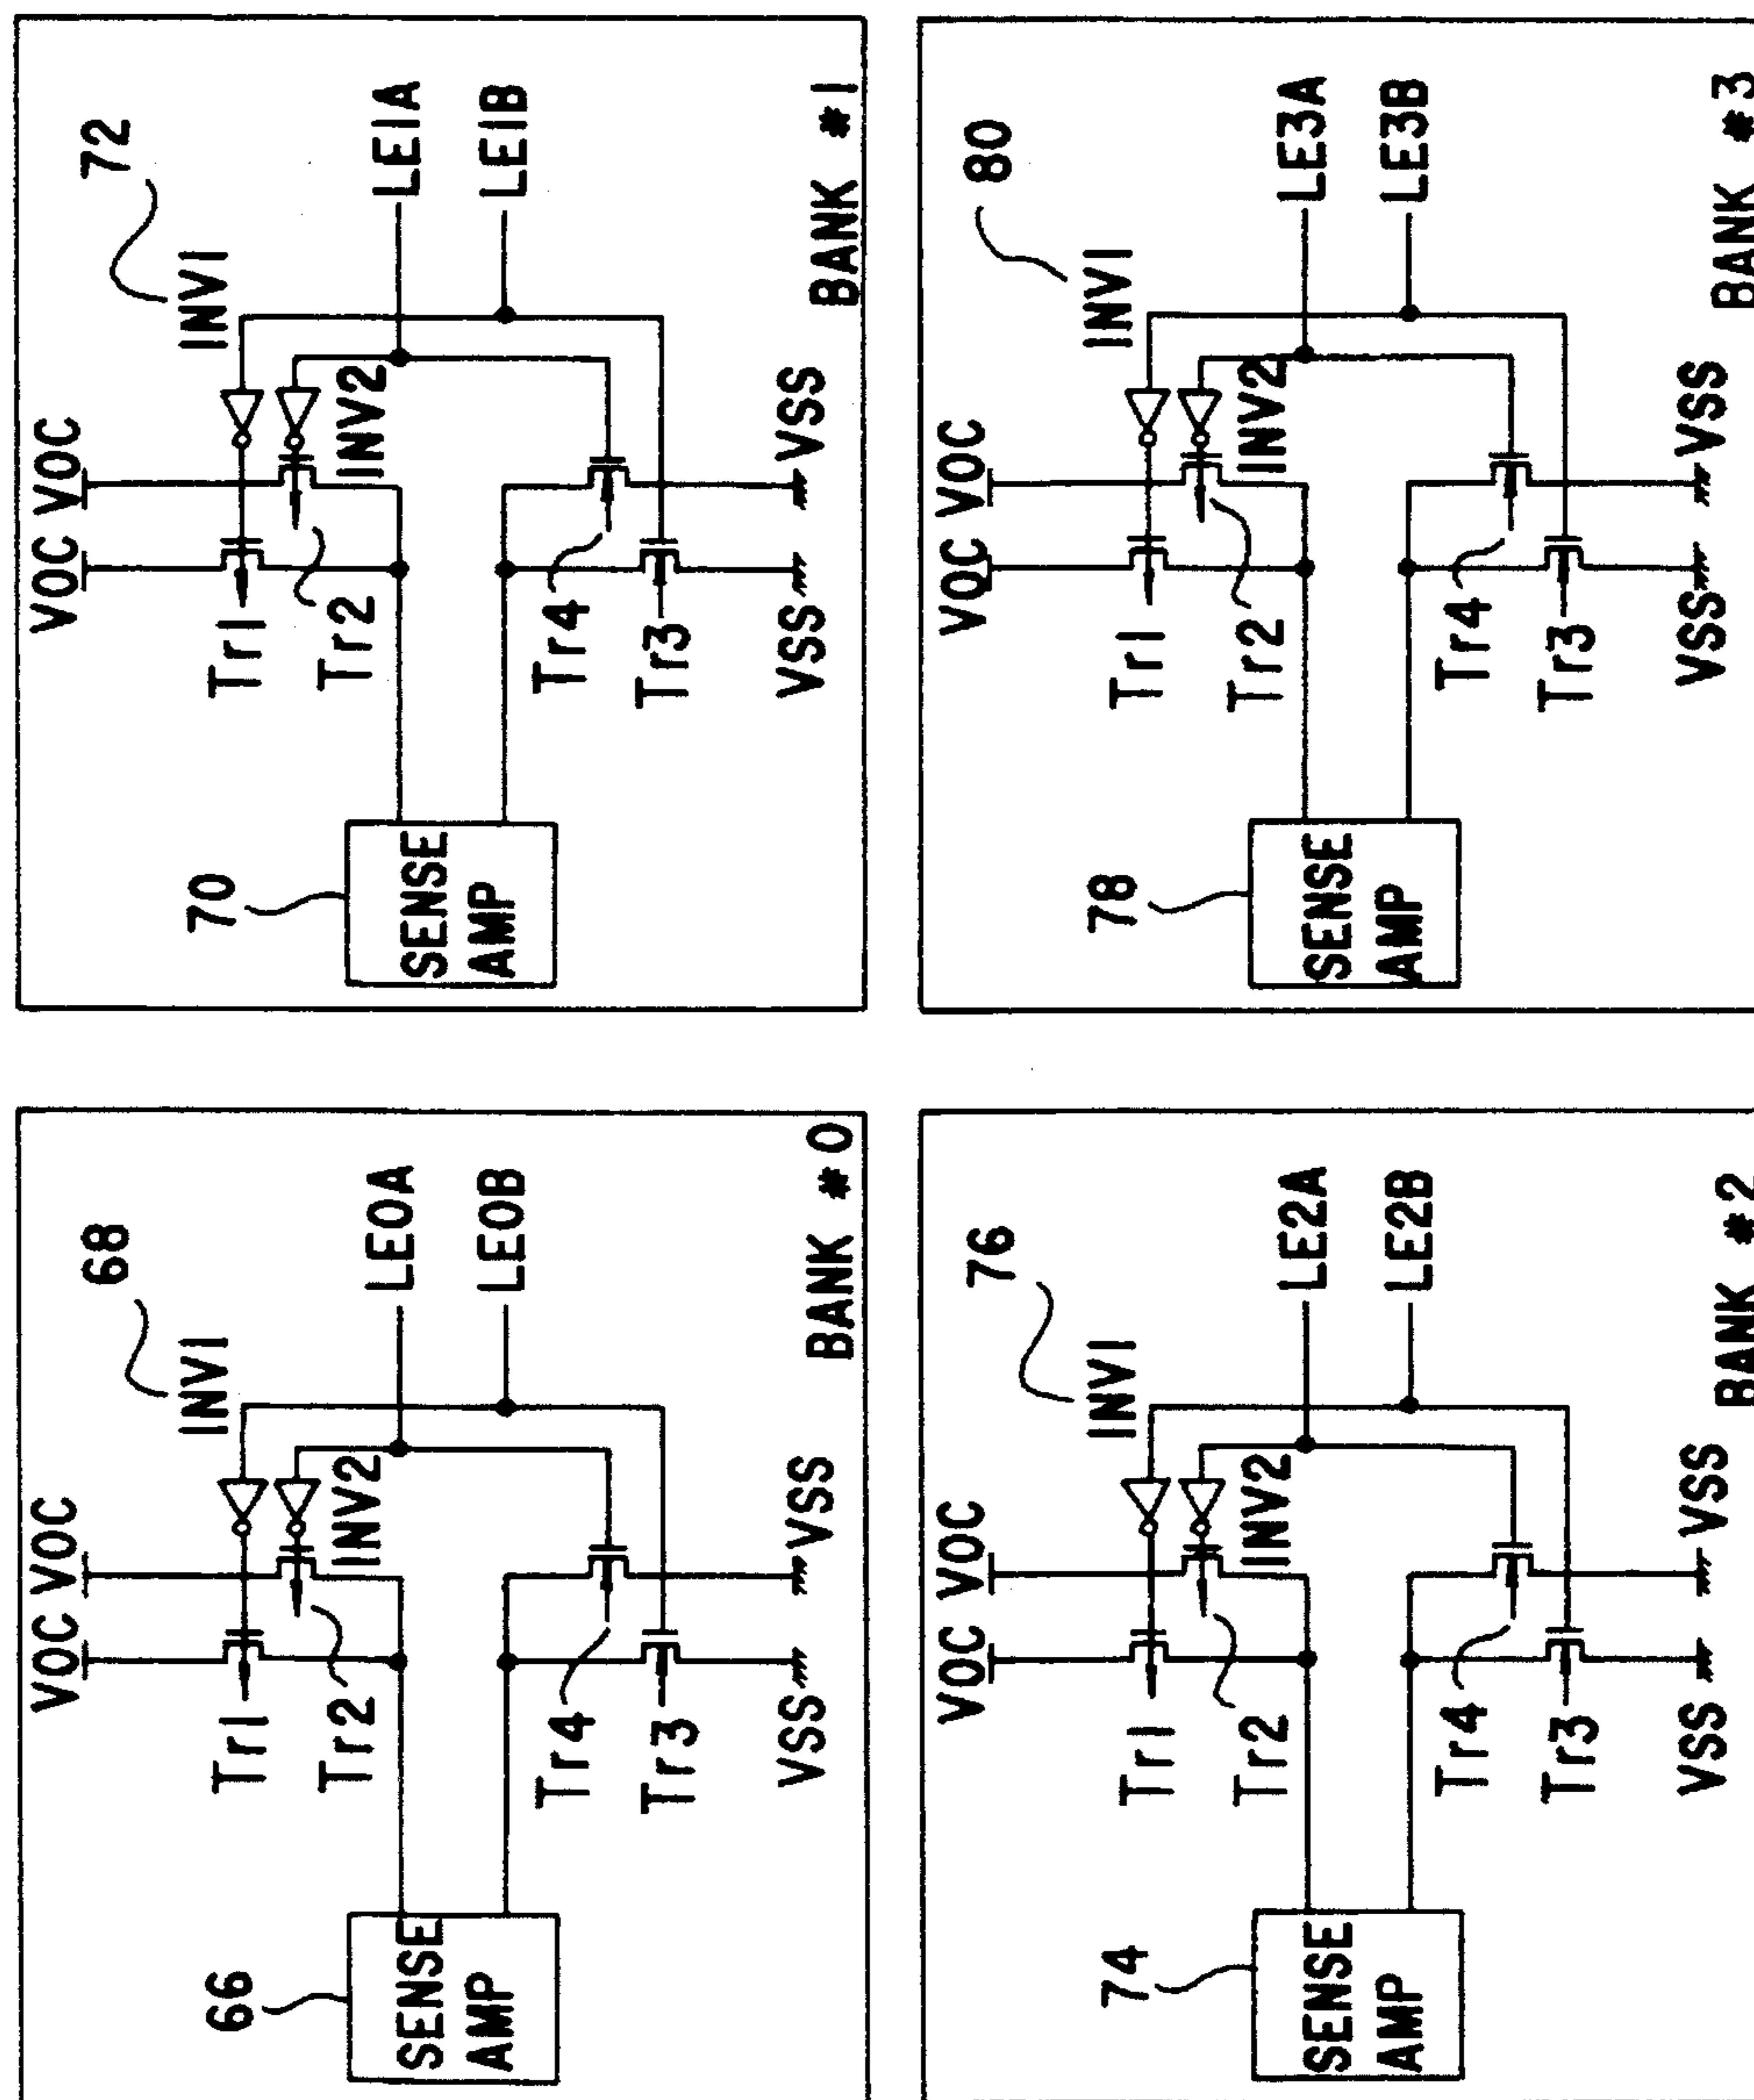 VOC VOC
68
INV1
Tr1
Tr2
INV2
LE0A
LE0B
66
SENSE
AMP
Tr4
Tr3
VSS
VSS
BANK #0
VOC VOC
72
INV1
Tr1
Tr2
INV2
LE1A
LE1B
70
SENSE
AMP
Tr4
Tr3
VSS
VSS
BANK #1
VOC VOC
76
INV1
Tr1
Tr2
INV2
LE2A
LE2B
74
SENSE
AMP
Tr4
Tr3
VSS
VSS
BANK #2
VOC VOC
80
INV1
Tr1
Tr2
INV2
LE3A
LE3B
78
SENSE
AMP
Tr4
Tr3
VSS
VSS
BANK #3